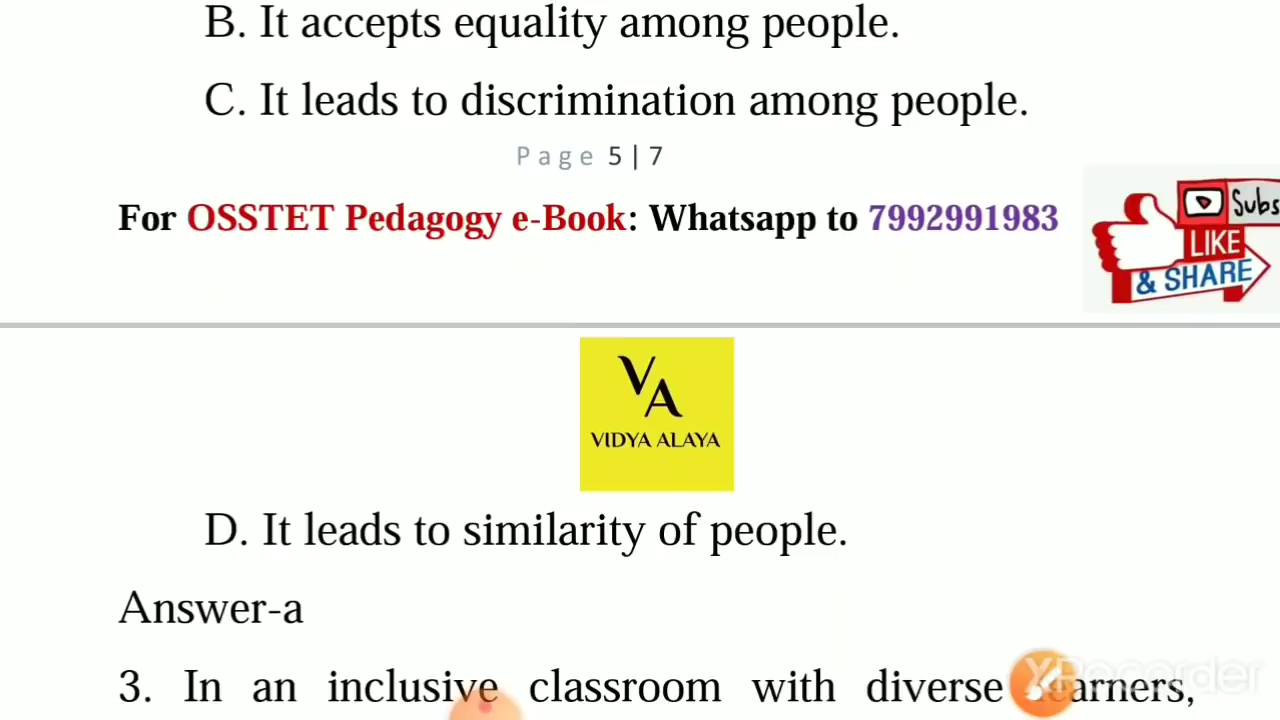 B. It accepts equality among people.
C. It leads to discrimination among people.
Page 5 | 7
For OSSTET Pedagogy e-Book: Whatsapp to 7992991983
Subs
LIKE
& SHARE
VA
VIDYA ALAYA
D. It leads to similarity of people.
Answer-a
3. In an inclusive classroom with diverse learners,
XRecorder